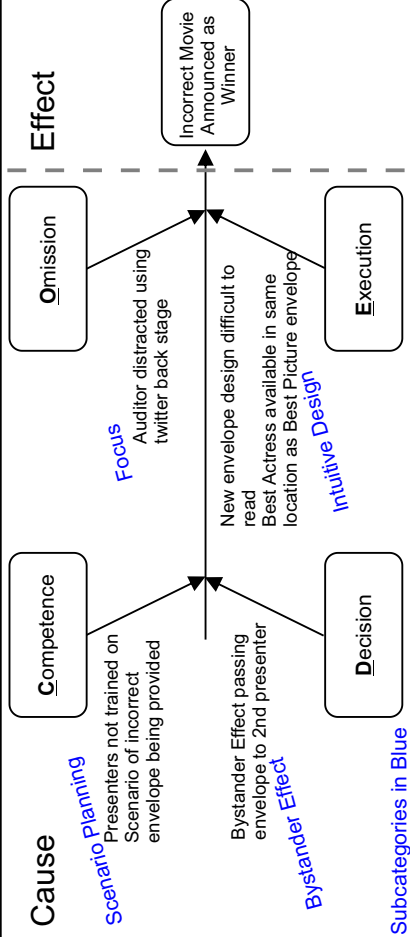 Cause
Effect
Competence
Omission
Scenario Planning
Presenters not trained on
Scenario of incorrect
envelope being provided
Focus
Auditor distracted using
twitter back stage
Incorrect Movie
Announced as
Winner
Bystander Effect passing
envelope to 2nd presenter
Bystander Effect
New envelope design difficult to
read
Best Actress available in same
location as Best Picture envelope
Intuitive Design
Decision
Execution
Subcategories in Blue